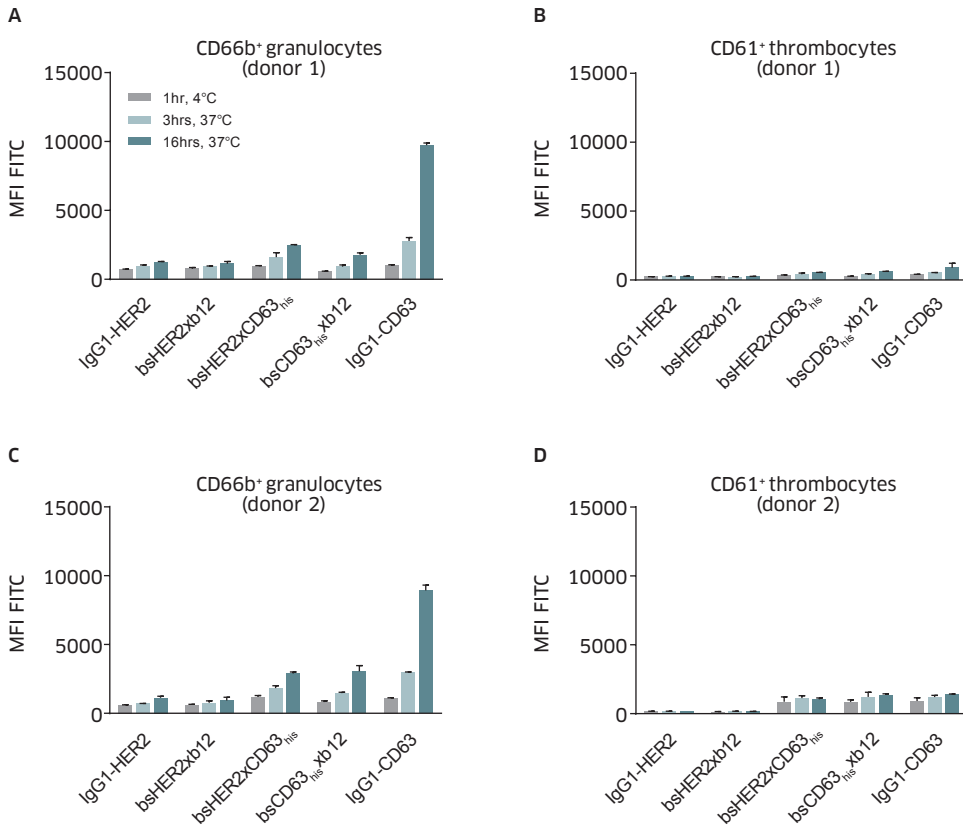 A
CD66b⁺ granulocytes
(donor 1)
MFI FITC
15000
10000
5000
0
1hr, 4°C
3hrs, 37°C
16hrs, 37°C
IgG1-HER2
bsHER2xb12
bsHER2xCD63his
bsCD63his xb12
IgG1-CD63
B
CD61⁺ thrombocytes
(donor 1)
MFI FITC
15000
10000
5000
0
IgG1-HER2
bsHER2xb12
bsHER2xCD63his
bsCD63his xb12
IgG1-CD63
C
CD66b⁺ granulocytes
(donor 2)
MFI FITC
15000
10000
5000
0
IgG1-HER2
bsHER2xb12
bsHER2xCD63his
bsCD63his xb12
IgG1-CD63
D
CD61⁺ thrombocytes
(donor 2)
MFI FITC
15000
10000
5000
0
IgG1-HER2
bsHER2xb12
bsHER2xCD63his
bsCD63his xb12
IgG1-CD63